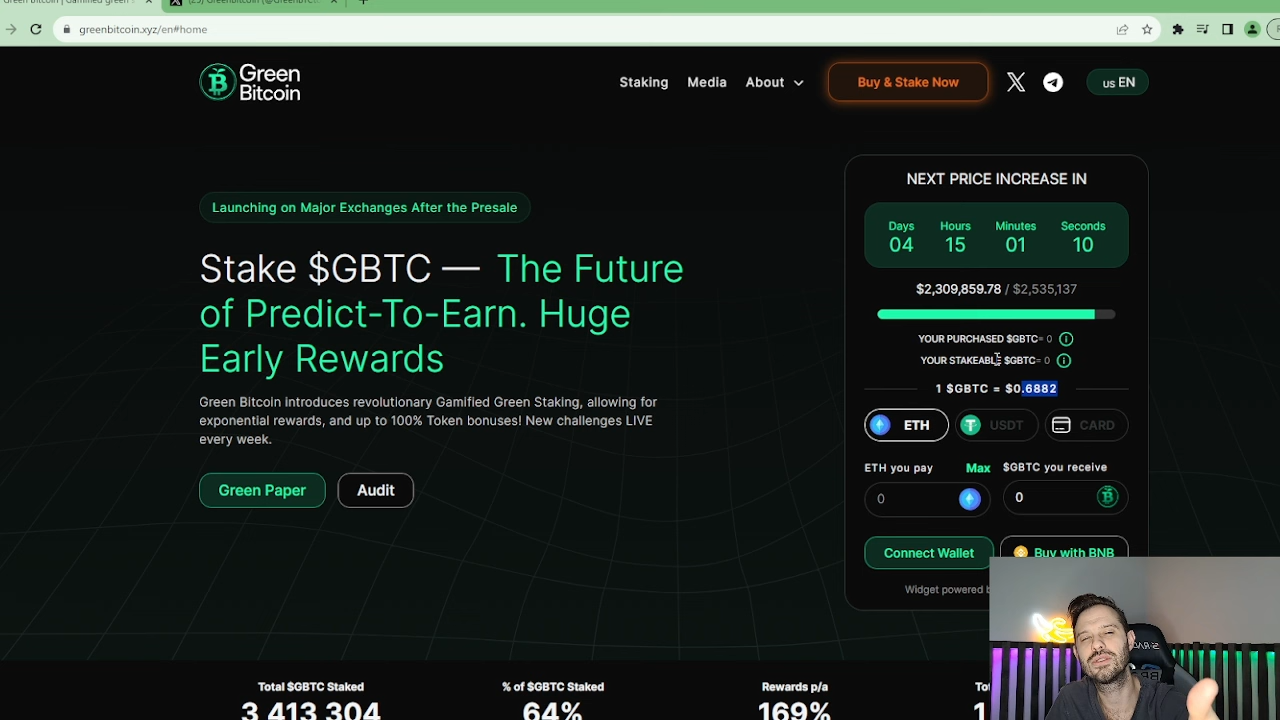 greenbitcoin.xyz/en#home
Green
Bitcoin
Staking
Media
About
Buy & Stake Now
us EN
Launching on Major Exchanges After the Presale
Stake $GBTC — The Future
of Predict-To-Earn. Huge
Early Rewards
Green Bitcoin introduces revolutionary Gamified Green Staking, allowing for
exponential rewards, and up to 100% Token bonuses! New challenges LIVE
every week.
Green Paper
Audit
NEXT PRICE INCREASE IN
Days Hours Minutes Seconds
04 15 01 10
$2,309,859.78 / $2,535,137
YOUR PURCHASED $GBTC= 0
YOUR STAKEABLE $GBTC= 0
1 $GBTC = $0.6882
ETH
USDT
CARD
ETH you pay Max
$GBTC you receive
0
0
Connect Wallet
Buy with BNB
Widget powered
Total $GBTC Staked
3 413 304
% of $GBTC Staked
64%
Rewards p/a
169%